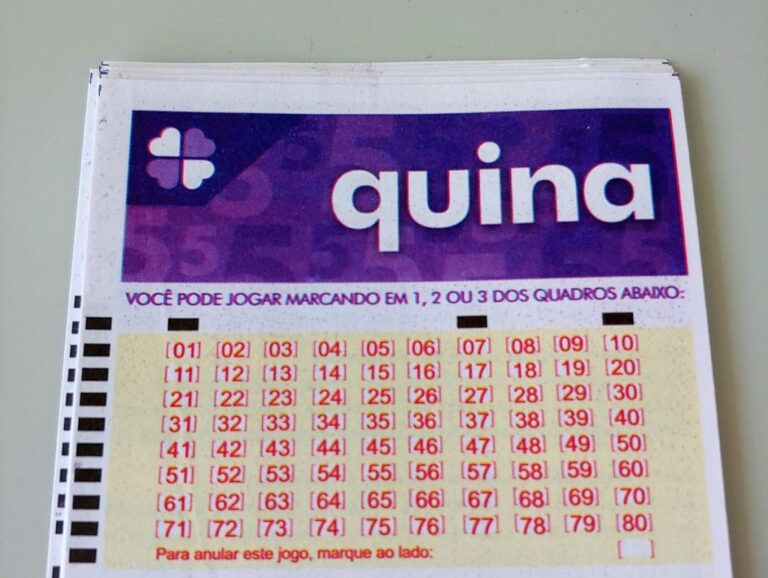 quina
VOCÊ PODE JOGAR MARCANDO EM 1, 2 OU 3 DOS QUADROS ABAIXO:
[01] [02] [03] [04] [05] [06] [07] [08] [09] [10]
[11] [12] [13] [14] [15] [16] [17] [18] [19] [20]
[21] [22] [23] [24] [25] [26] [27] [28] [29] [30]
[31] [32] [33] [34] [35] [36] [37] [38] [39] [40]
[41] [42] [43] [44] [45] [46] [47] [48] [49] [50]
[51] [52] [53] [54] [55] [56] [57] [58] [59] [60]
[61] [62] [63] [64] [65] [66] [67] [68] [69] [70]
[71] [72] [73] [74] [75] [76] [77] [78] [79] [80]
Para anular este jogo, marque ao lado: [ ]